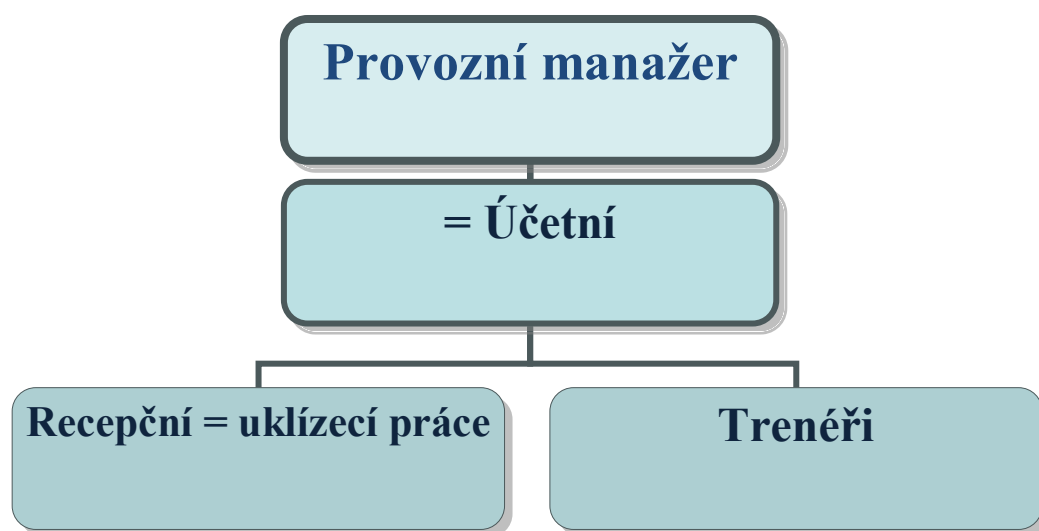 Provozní manažer
= Účetní
Recepční = uklízecí práce
Trenéři